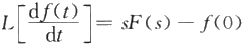 L[df(t)/dt] = sF(s) − f(0)